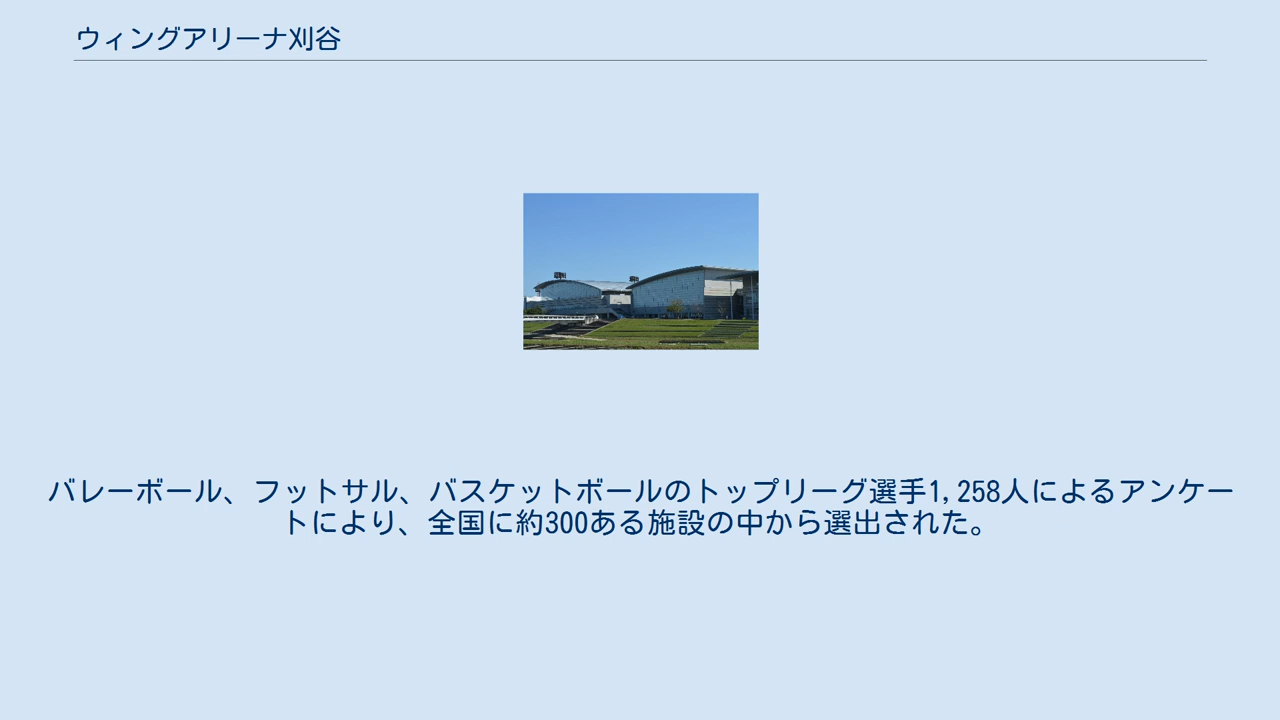 ウィングアリーナ刈谷
バレーボール、フットサル、バスケットボールのトップリーグ選手1,258人によるアンケー
トにより、全国に約300ある施設の中から選出された。